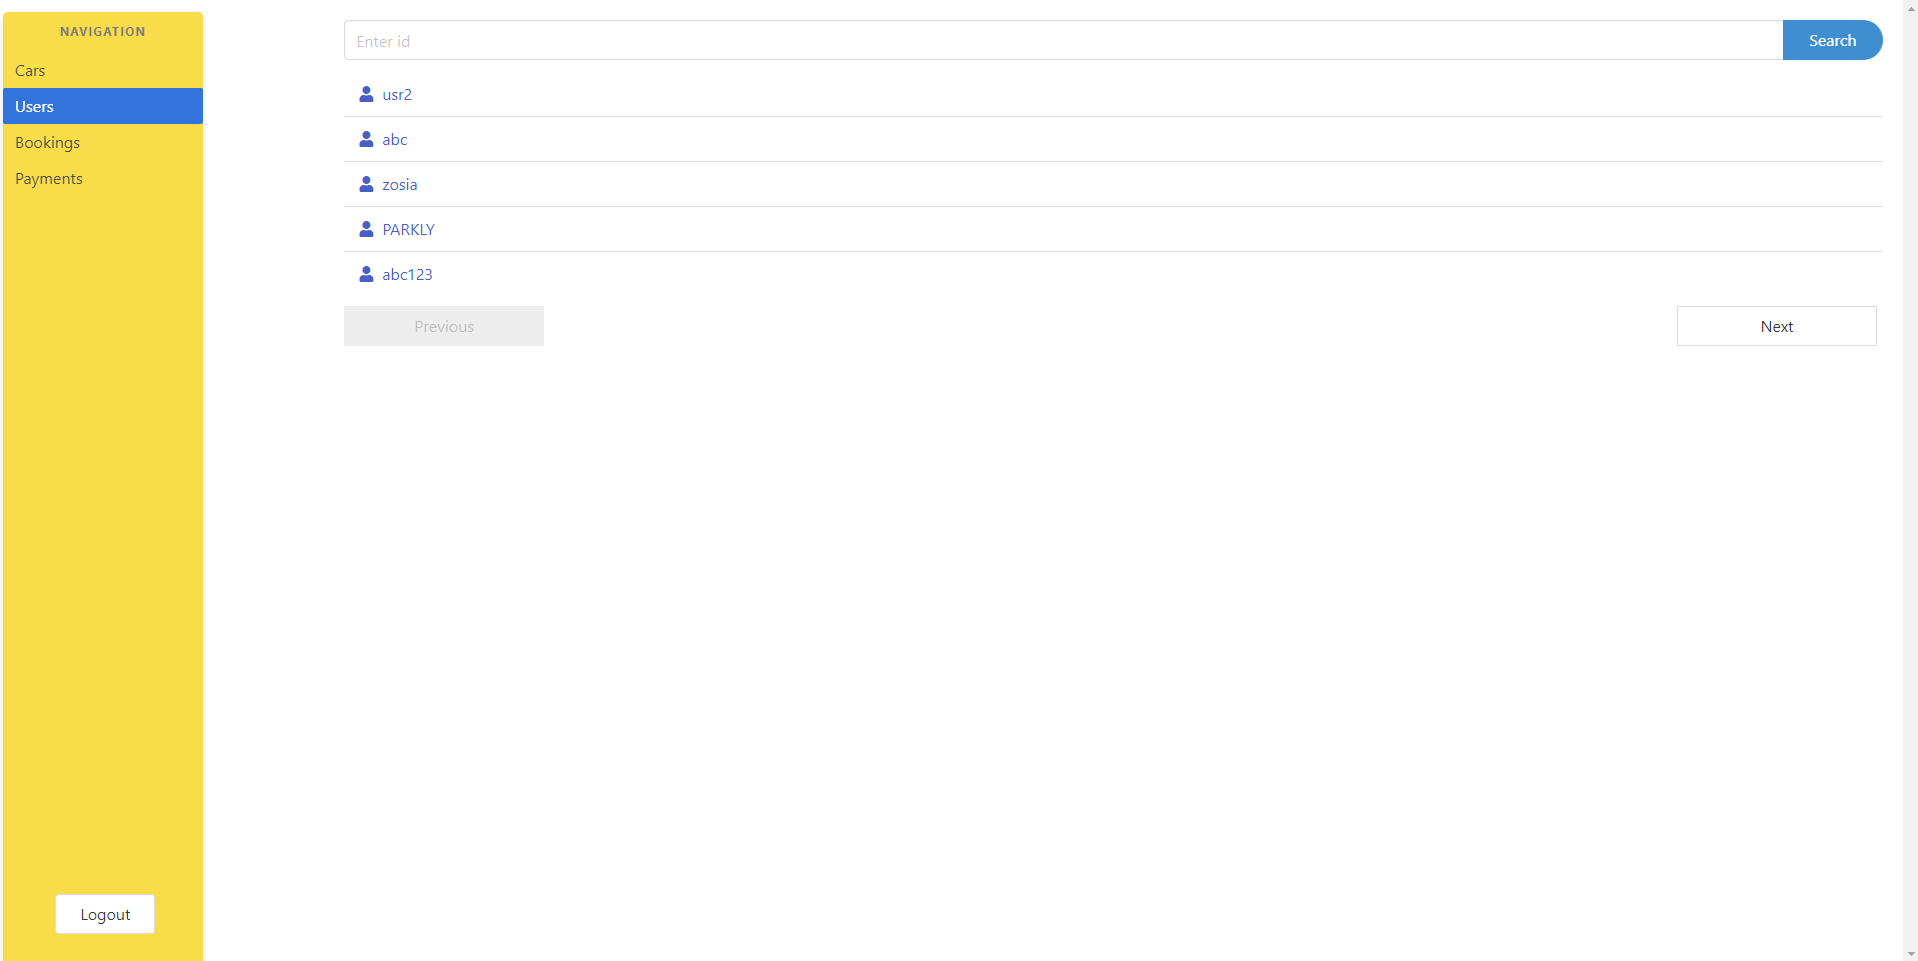 NAVIGATION
Cars
Users
Bookings
Payments
Logout
Enter id
Search
usr2
abc
zosia
PARKLY
abc123
Previous
Next